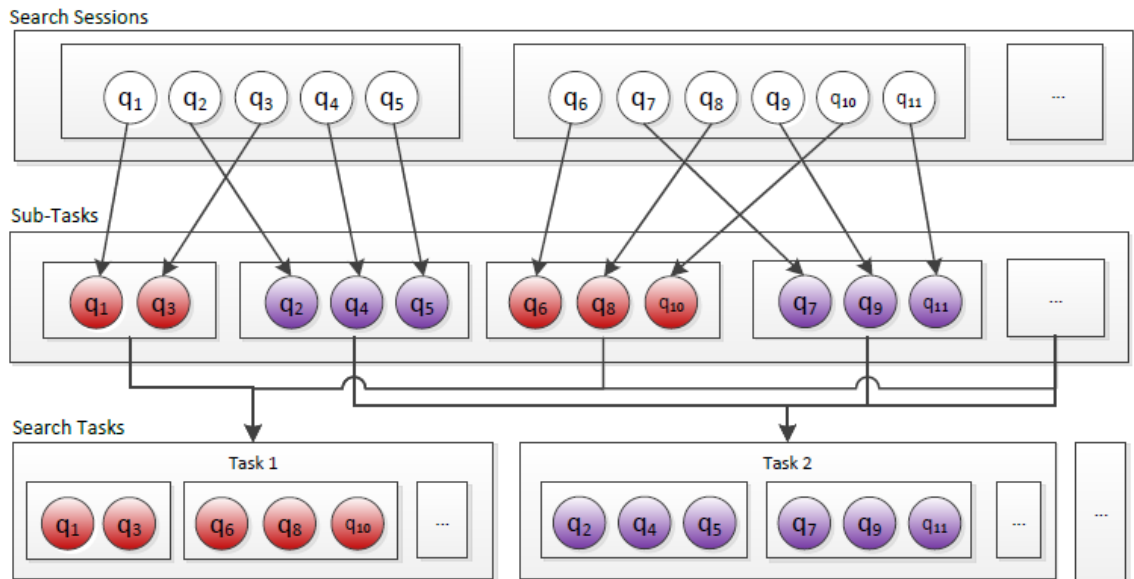 Search Sessions
q1 q2 q3 q4 q5 q6 q7 q8 q9 q10 q11 ...
Sub-Tasks
q1 q3 q2 q4 q5 q6 q8 q10 q7 q9 q11 ...
Search Tasks
Task 1 Task 2
q1 q3 q6 q8 q10 ... q2 q4 q5 q7 q9 q11 ... ...